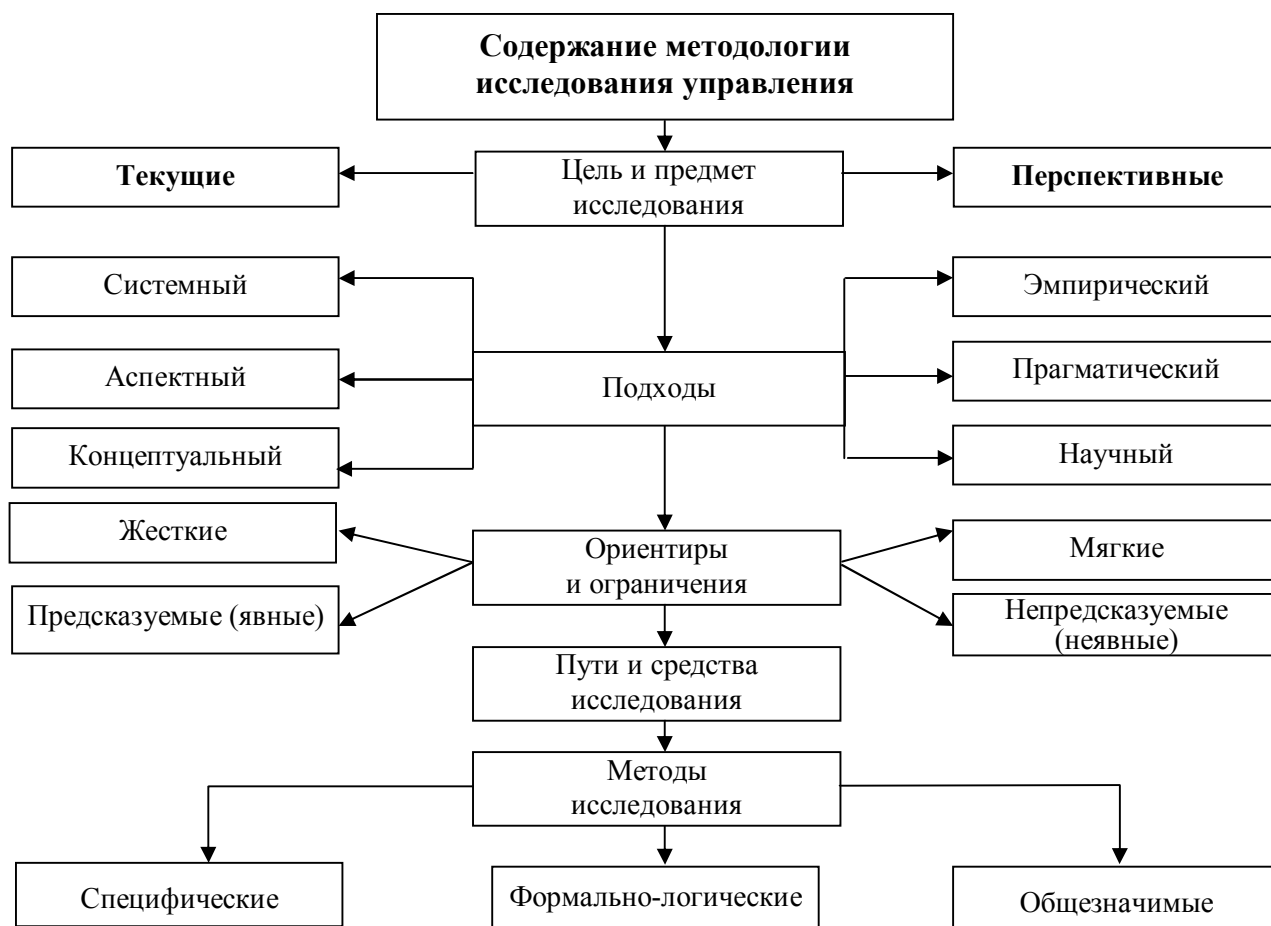 Содержание методологии
исследования управления
Текущие
Цель и предмет
исследования
Перспективные
Системный
Эмпирический
Аспектный
Подходы
Прагматический
Концептуальный
Научный
Жесткие
Ориентиры
и ограничения
Мягкие
Предсказуемые (явные)
Непредсказуемые
(неявные)
Пути и средства
исследования
Методы
исследования
Специфические
Формально-логические
Общезначимые